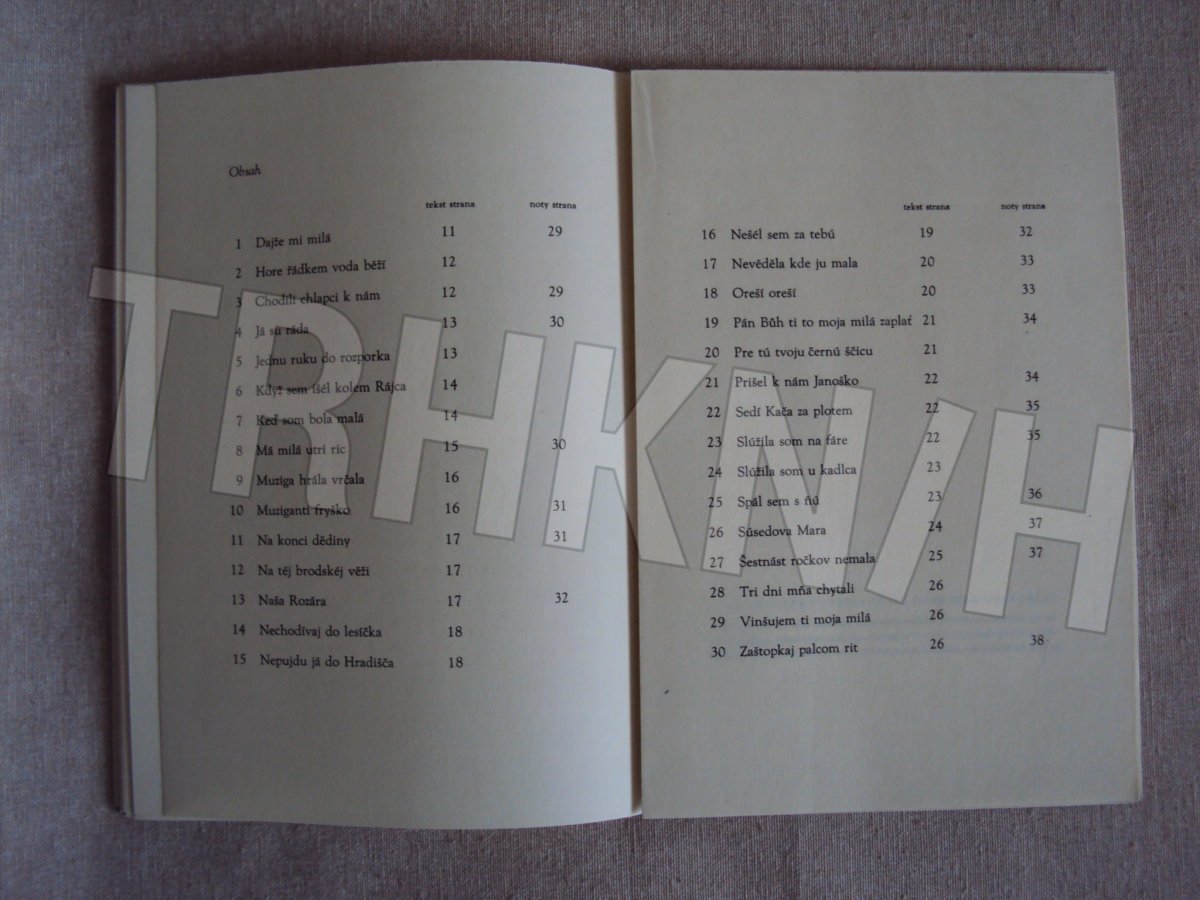 Obsah
tekst strana noty strana
1 Dajže mi milá 11 29
2 Hore řádkem voda běží 12
3 Chodili chlapci k nám 12 29
4 Já su ráda 13 30
5 Jednu ruku do rozporka 13
6 Když sem išél kolem Rájca 14
7 Keď som bola malá 14
8 Má milá utri ric 15 30
9 Muziga hrála vrčala 16
10 Muziganti fryško 16 31
11 Na konci dědiny 17 31
12 Na téj brodskéj věži 17
13 Naša Rozára 17 32
14 Nechodívaj do lesíčka 18
15 Nepujdu já do Hradišča 18
tekst strana noty strana
16 Nešél sem za tebú 19 32
17 Nevěděla kde ju mala 20 33
18 Oreší oreší 20 33
19 Pán Bůh ti to moja milá zaplať 21 34
20 Pre tú tvoju černú ščicu 21
21 Prišel k nám Janoško 22 34
22 Sedí Kača za plotem 22 35
23 Slúžila som na fáre 22 35
24 Slúžila som u kadlca 23
25 Spál sem s ňú 23 36
26 Súsedova Mara 24 37
27 Šestnást ročkov nemala 25 37
28 Tri dni mňa chytali 26
29 Vinšujem ti moja milá 26
30 Zaštopkaj palcom rit 26 38
TRHKNIH